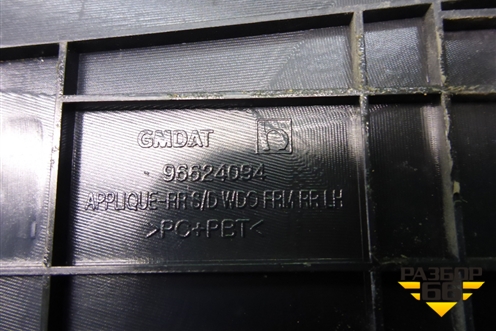 GMDAT
96624094
APPLIQUE-RR S/D WDO FRM RR LH
>PC+PBT<
РАЗБОР
66